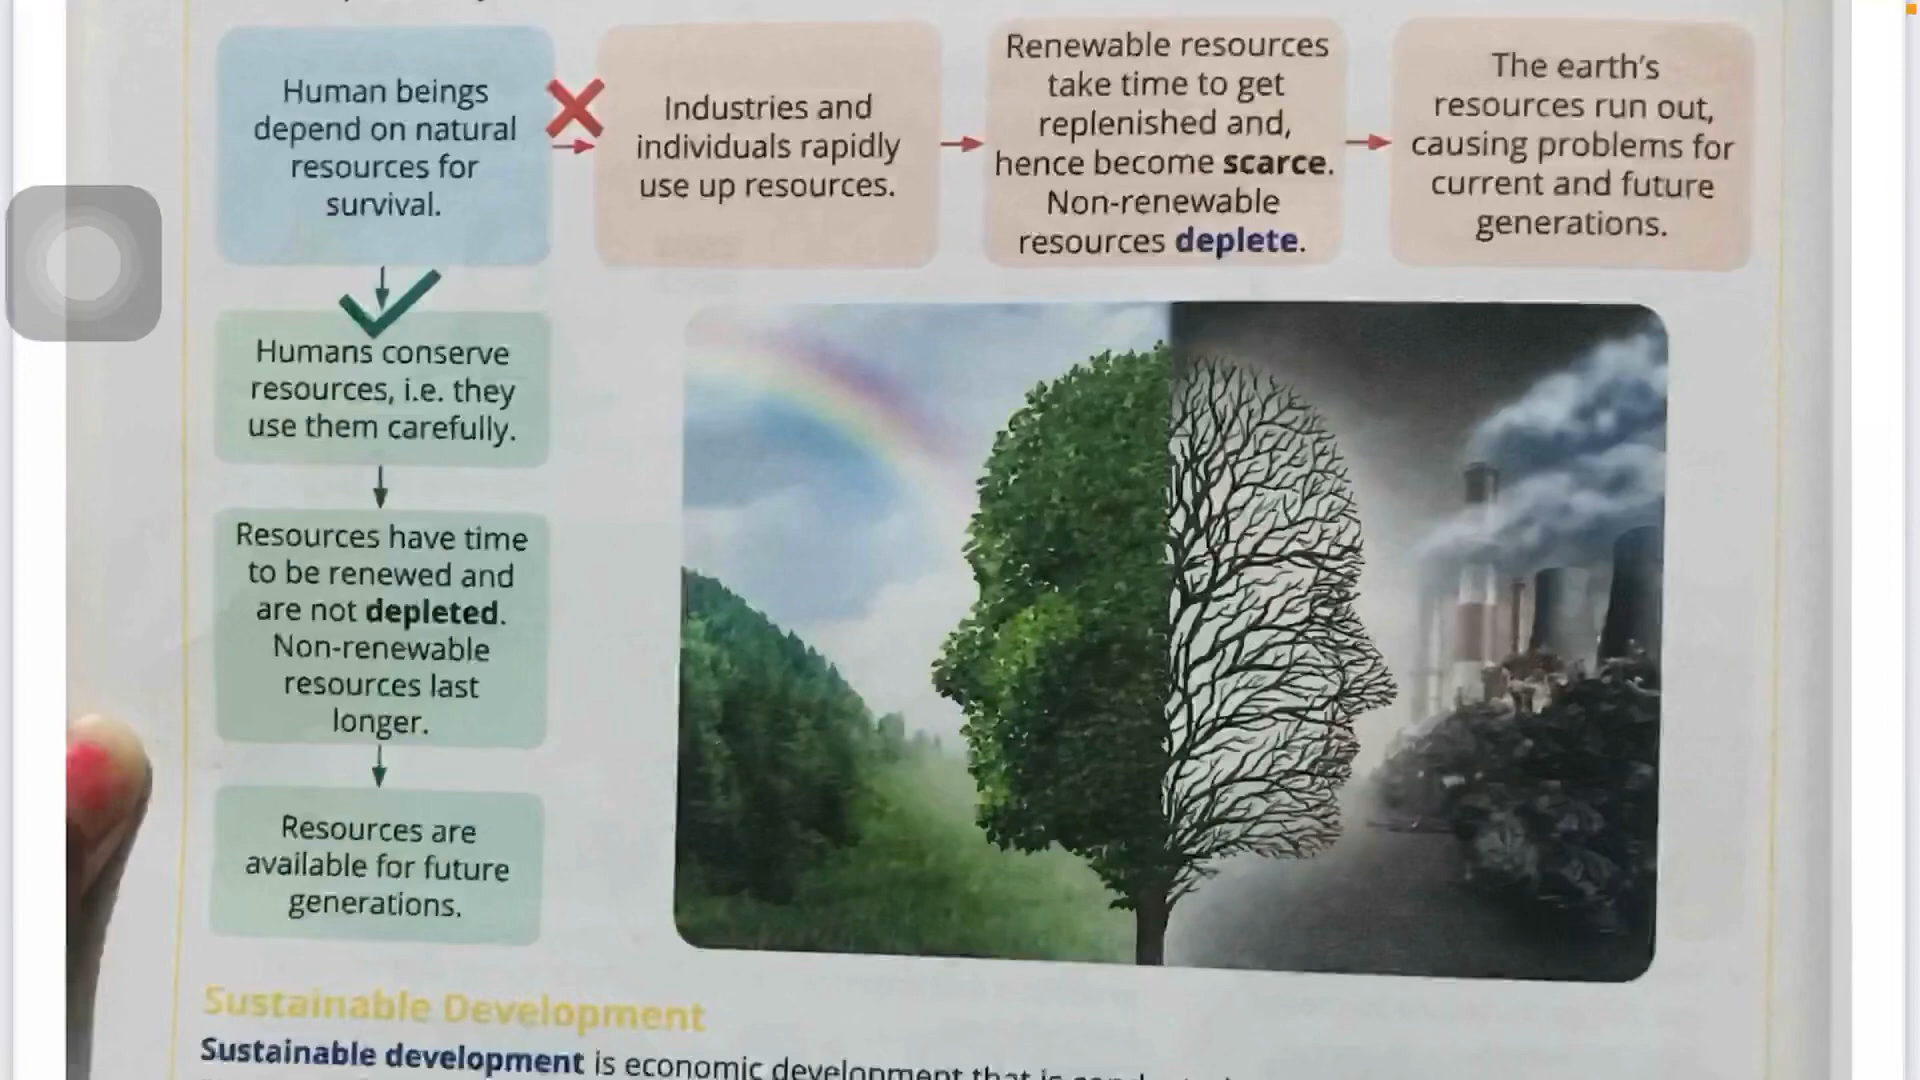 Human beings
depend on natural
resources for
survival.
Industries and
individuals rapidly
use up resources.
Renewable resources
take time to get
replenished and,
hence become scarce.
Non-renewable
resources deplete.
The earth's
resources run out,
causing problems for
current and future
generations.
Humans conserve
resources, i.e. they
use them carefully.
Resources have time
to be renewed and
are not depleted.
Non-renewable
resources last
longer.
Resources are
available for future
generations.
Sustainable Development
Sustainable development is economic development that is